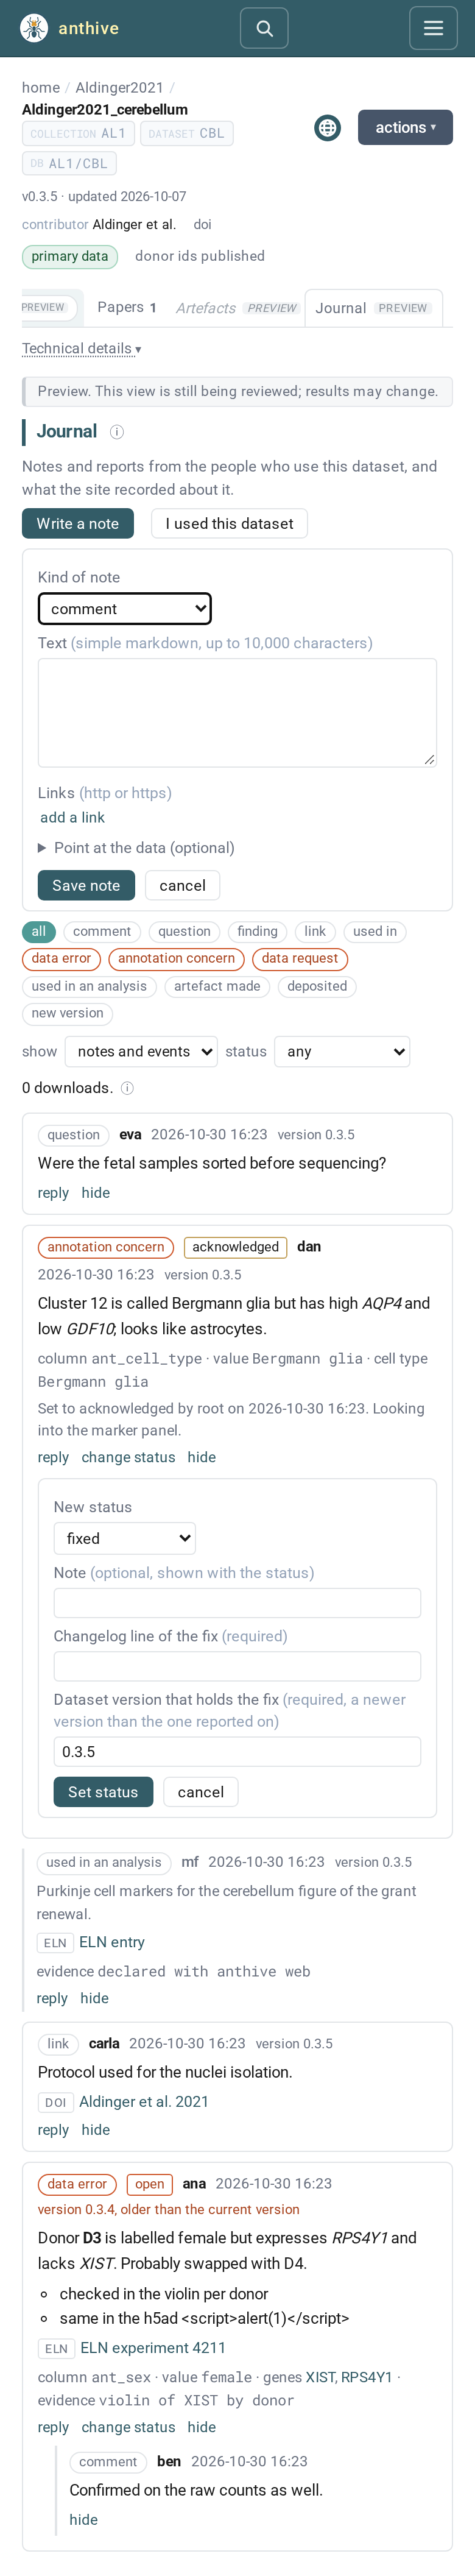 anthive
home / Aldinger2021 /
Aldinger2021_cerebellum
COLLECTION AL1 DATASET CBL
DB AL1/CBL
actions ▾
v0.3.5 · updated 2026-10-07
contributor Aldinger et al. doi
primary data donor ids published
PREVIEW Papers 1 Artefacts PREVIEW Journal PREVIEW
Technical details ▾
Preview. This view is still being reviewed; results may change.
Journal ⓘ
Notes and reports from the people who use this dataset, and
what the site recorded about it.
Write a note I used this dataset
Kind of note
comment
Text (simple markdown, up to 10,000 characters)
Links (http or https)
add a link
▶ Point at the data (optional)
Save note cancel
all comment question finding link used in
data error annotation concern data request
used in an analysis artefact made deposited
new version
show notes and events status any
0 downloads. ⓘ
question eva 2026-10-30 16:23 version 0.3.5
Were the fetal samples sorted before sequencing?
reply hide
annotation concern acknowledged dan
2026-10-30 16:23 version 0.3.5
Cluster 12 is called Bergmann glia but has high AQP4 and
low GDF10; looks like astrocytes.
column ant_cell_type · value Bergmann glia · cell type
Bergmann glia
Set to acknowledged by root on 2026-10-30 16:23. Looking
into the marker panel.
reply change status hide
New status
fixed
Note (optional, shown with the status)
Changelog line of the fix (required)
Dataset version that holds the fix (required, a newer
version than the one reported on)
0.3.5
Set status cancel
used in an analysis mf 2026-10-30 16:23 version 0.3.5
Purkinje cell markers for the cerebellum figure of the grant
renewal.
ELN ELN entry
evidence declared with anthive web
reply hide
link carla 2026-10-30 16:23 version 0.3.5
Protocol used for the nuclei isolation.
DOI Aldinger et al. 2021
reply hide
data error open ana 2026-10-30 16:23
version 0.3.4, older than the current version
Donor D3 is labelled female but expresses RPS4Y1 and
lacks XIST. Probably swapped with D4.
checked in the violin per donor
same in the h5ad <script>alert(1)</script>
ELN ELN experiment 4211
column ant_sex · value female · genes XIST, RPS4Y1 ·
evidence violin of XIST by donor
reply change status hide
comment ben 2026-10-30 16:23
Confirmed on the raw counts as well.
hide